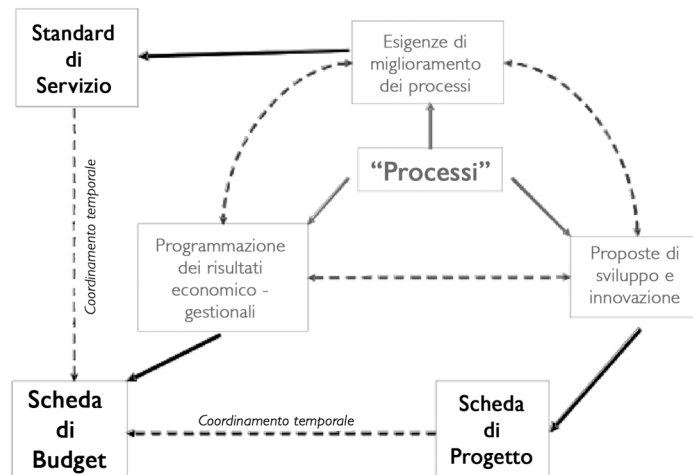 Standard
di
Servizio
Esigenze di
miglioramento
dei processi
“Processi”
Coordinamento temporale
Programmazione
dei risultati
economico -
gestionali
Proposte di
sviluppo e
innovazione
Scheda
di
Budget
Coordinamento temporale
Scheda
di
Progetto